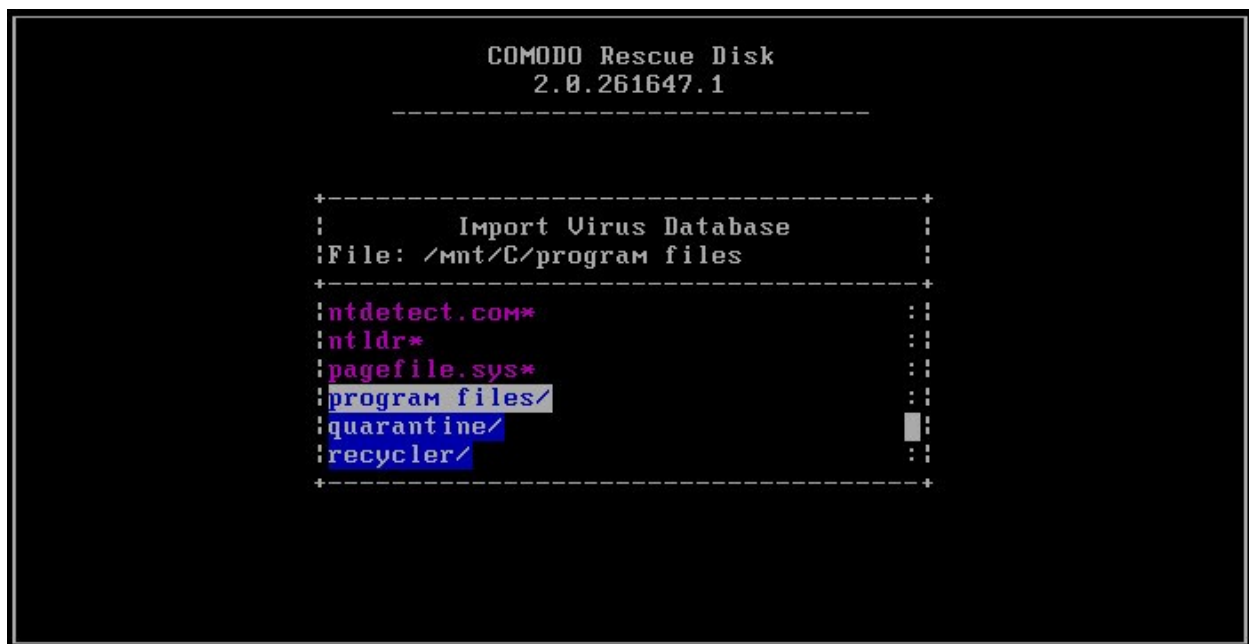 COMODO Rescue Disk
2.0.261647.1
Import Virus Database
File: /mnt/C/program files
ntdetect.com*
ntldr*
pagefile.sys*
program files/
quarantine/
recycler/